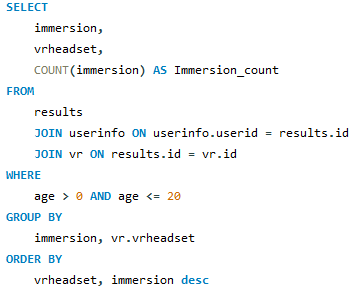 SELECT
immersion,
vrheadset,
COUNT(immersion) AS Immersion_count
FROM
results
JOIN userinfo ON userinfo.userid = results.id
JOIN vr ON results.id = vr.id
WHERE
age > 0 AND age <= 20
GROUP BY
immersion, vr.vrheadset
ORDER BY
vrheadset, immersion desc